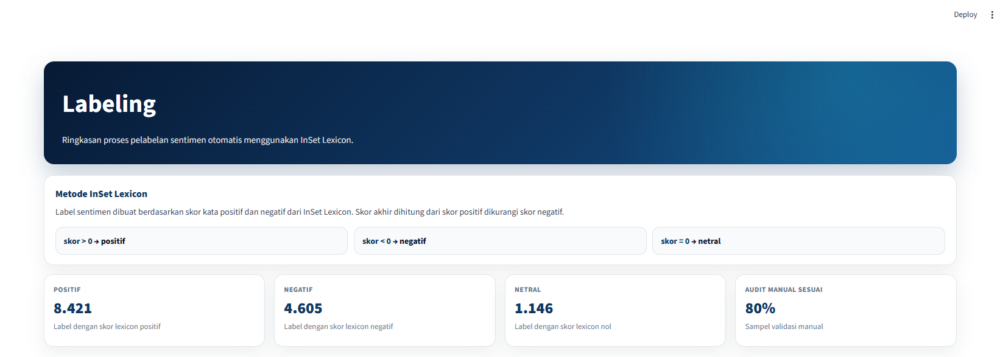 Deploy
Labeling
Ringkasan proses pelabelan sentimen otomatis menggunakan InSet Lexicon.
Metode InSet Lexicon
Label sentimen dibuat berdasarkan skor kata positif dan negatif dari InSet Lexicon. Skor akhir dihitung dari skor positif dikurangi skor negatif.
skor > 0 → positif
skor < 0 → negatif
skor = 0 → netral
POSITIF
8.421
Label dengan skor lexicon positif
NEGATIF
4.605
Label dengan skor lexicon negatif
NETRAL
1.146
Label dengan skor lexicon nol
AUDIT MANUAL SESUAI
80%
Sampel validasi manual